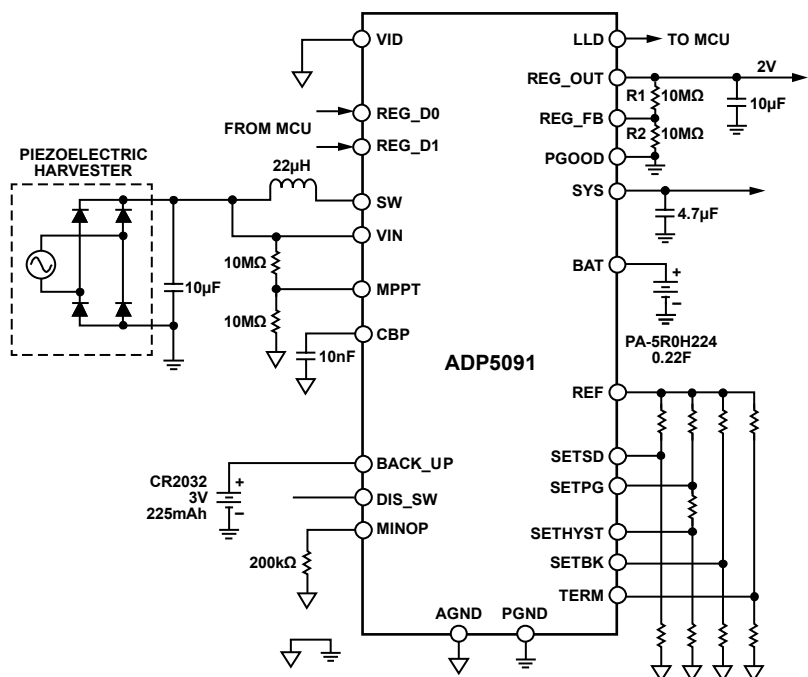 VID
LLD
TO MCU
REG_OUT
2V
R1
10MΩ
10µF
REG_D0
REG_FB
FROM MCU
R2
10MΩ
REG_D1
PGOOD
PIEZOELECTRIC
HARVESTER
22µH
SYS
SW
4.7µF
VIN
10MΩ
BAT
+
–
10µF
MPPT
10MΩ
CBP
PA-5R0H224
0.22F
10nF
ADP5091
REF
BACK_UP
SETSD
CR2032
3V
225mAh
+
–
SETPG
DIS_SW
MINOP
SETHYST
200kΩ
SETBK
TERM
AGND
PGND